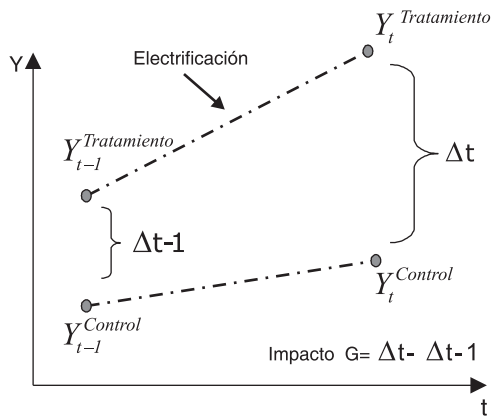 Y_t^Tratamiento
Y
Electrificación
Y_{t-1}^Tratamiento
Δt
Δt-1
Y_t^Control
Y_{t-1}^Control
Impacto G= Δt- Δt-1
t